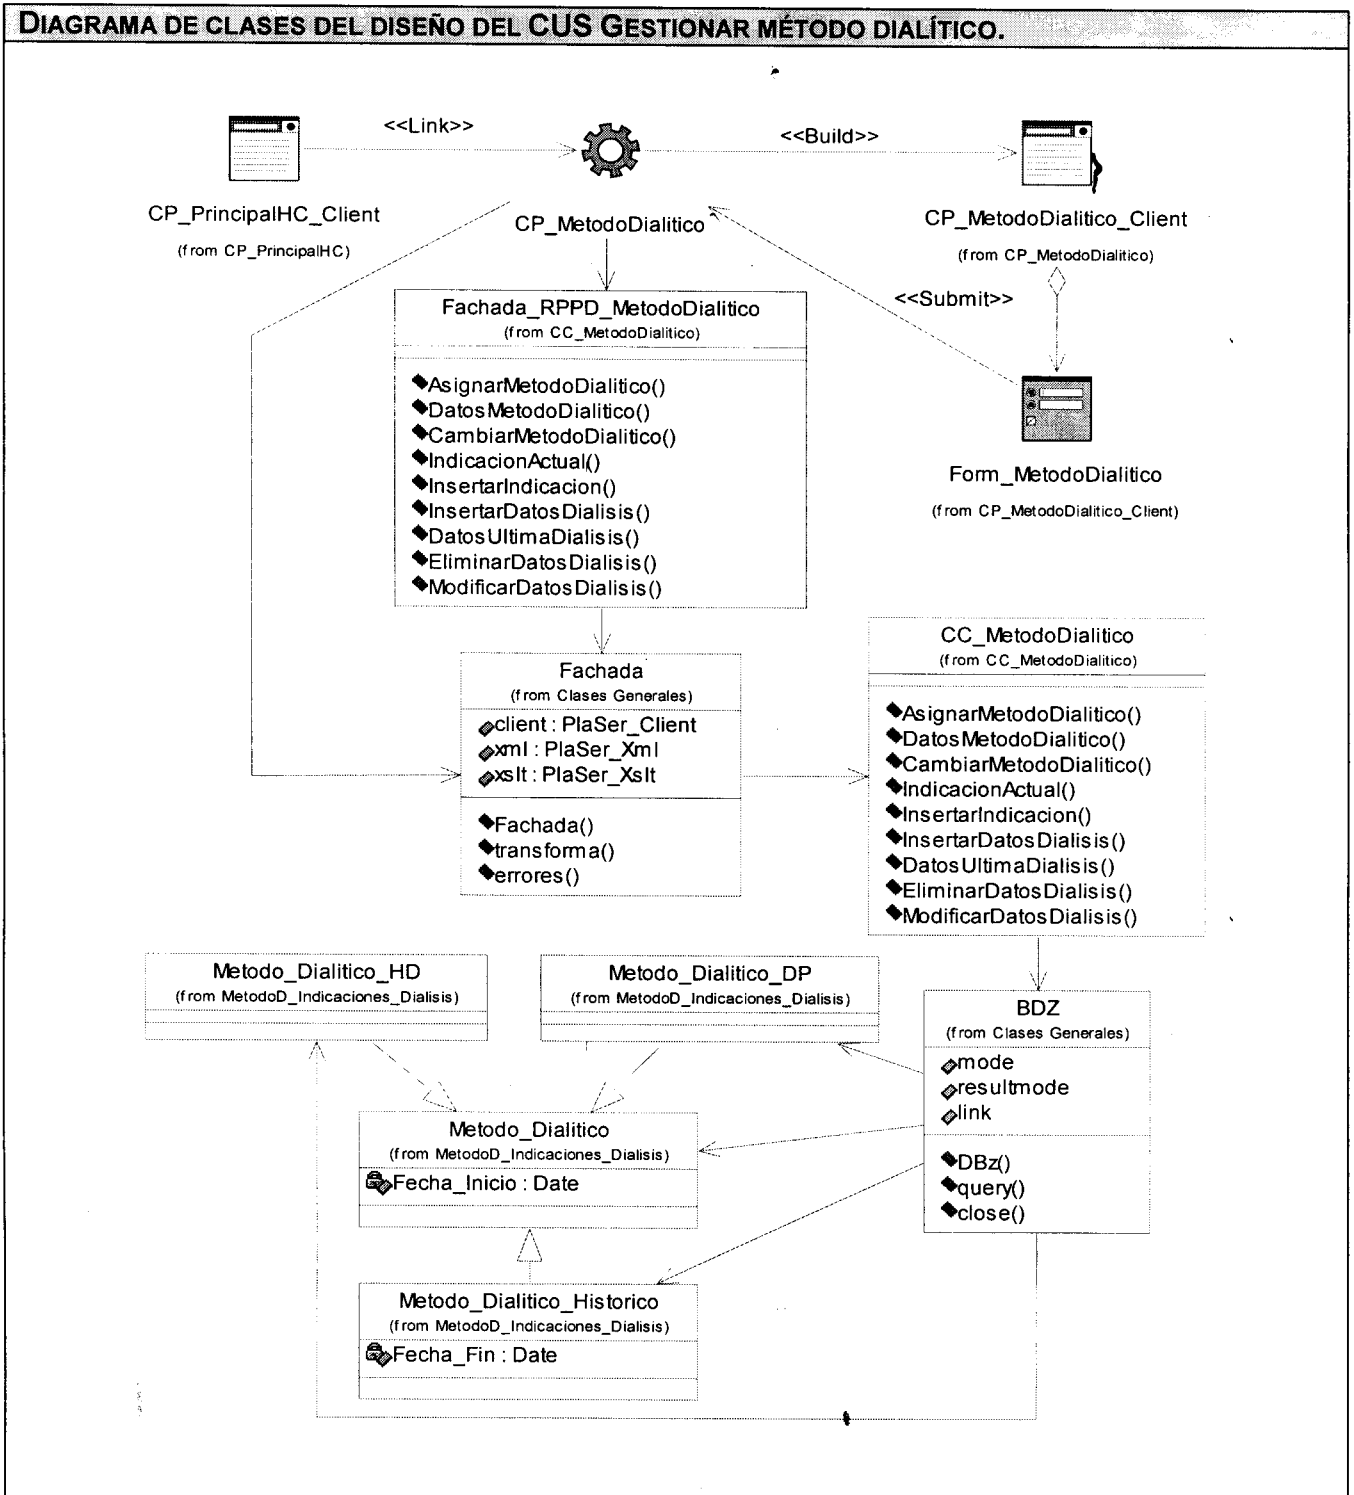 DIAGRAMA DE CLASES DEL DISEÑO DEL CUS GESTIONAR MÉTODO DIALÍTICO.
<<Link>>
<<Build>>
CP_PrincipalHC_Client
(from CP_PrincipalHC)
CP_MetodoDialitico
CP_MetodoDialitico_Client
(from CP_MetodoDialitico)
<<Submit>>
Form_MetodoDialitico
(from CP_MetodoDialitico_Client)
Fachada_RPPD_MetodoDialitico
(from CC_MetodoDialitico)
AsignarMetodoDialitico()
DatosMetodoDialitico()
CambiarMetodoDialitico()
IndicacionActual()
InsertarIndicacion()
InsertarDatosDialisis()
DatosUltimaDialisis()
EliminarDatosDialisis()
ModificarDatosDialisis()
Fachada
(from Clases Generales)
client : PlaSer_Client
xml : PlaSer_Xml
xslt : PlaSer_Xslt
Fachada()
transforma()
errores()
CC_MetodoDialitico
(from CC_MetodoDialitico)
AsignarMetodoDialitico()
DatosMetodoDialitico()
CambiarMetodoDialitico()
IndicacionActual()
InsertarIndicacion()
InsertarDatosDialisis()
DatosUltimaDialisis()
EliminarDatosDialisis()
ModificarDatosDialisis()
Metodo_Dialitico_HD
(from MetodoD_Indicaciones_Dialisis)
Metodo_Dialitico_DP
(from MetodoD_Indicaciones_Dialisis)
BDZ
(from Clases Generales)
mode
resultmode
link
DBz()
query()
close()
Metodo_Dialitico
(from MetodoD_Indicaciones_Dialisis)
Fecha_Inicio : Date
Metodo_Dialitico_Historico
(from MetodoD_Indicaciones_Dialisis)
Fecha_Fin : Date